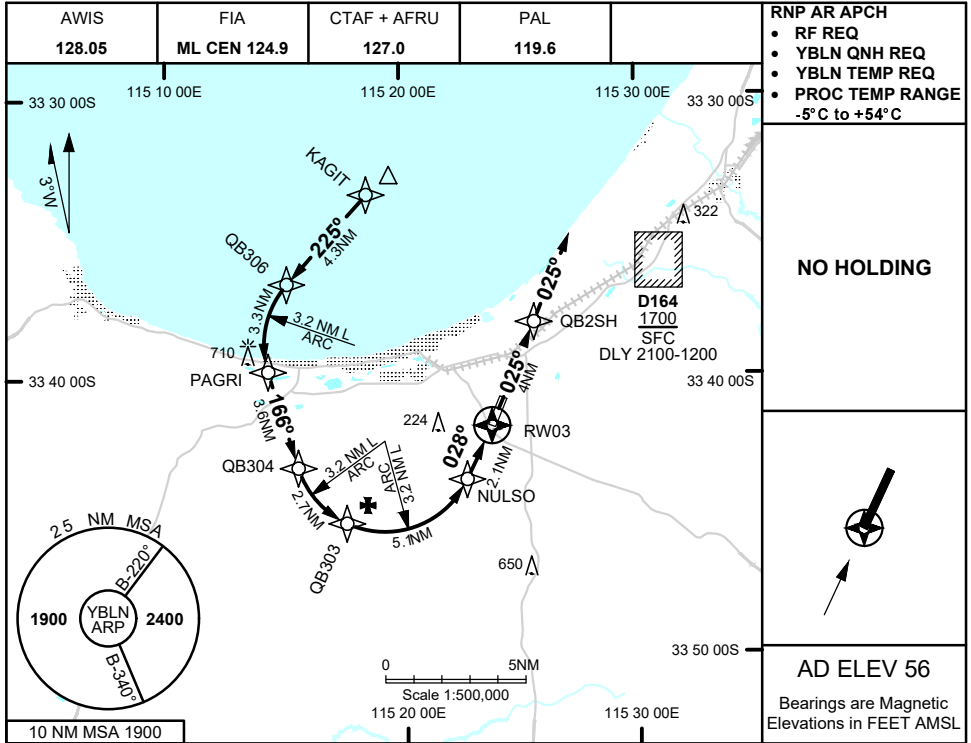 AWIS
128.05
FIA
ML CEN 124.9
CTAF + AFRU
127.0
PAL
119.6
RNP AR APCH
• RF REQ
• YBLN QNH REQ
• YBLN TEMP REQ
• PROC TEMP RANGE
-5°C to +54°C
115 10 00E
115 20 00E
115 30 00E
33 30 00S
33 30 00S
3°W
KAGIT
225°
4.3NM
QB306
3.3NM
3.2 NM L
ARC
710
PAGRI
322
D164
1700
SFC
DLY 2100-1200
025°
QB2SH
025°
4NM
33 40 00S
33 40 00S
166°
3.6NM
224
RW03
028°
2.1NM
NULSO
QB304
3.2 NM L
ARC
3.2 NM L
ARC
2.7NM
QB303
5.1NM
650
25 NM MSA
B-220°
1900
YBLN
ARP
2400
B-340°
10 NM MSA 1900
0
5NM
Scale 1:500,000
115 20 00E
115 30 00E
33 50 00S
NO HOLDING
AD ELEV 56
Bearings are Magnetic
Elevations in FEET AMSL